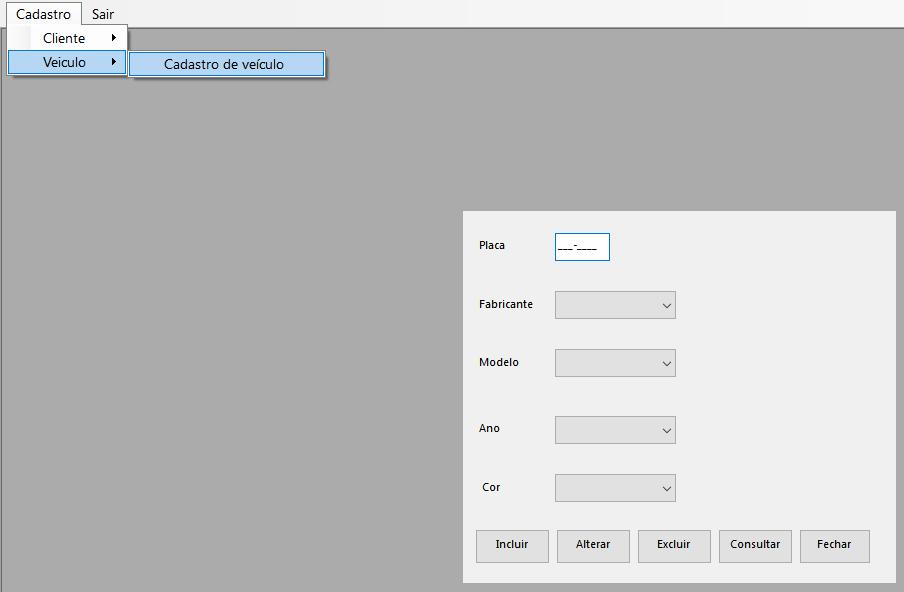 Cadastro Sair
Cliente
Veiculo Cadastro de veículo
Placa ___-____
Fabricante
Modelo
Ano
Cor
Incluir Alterar Excluir Consultar Fechar